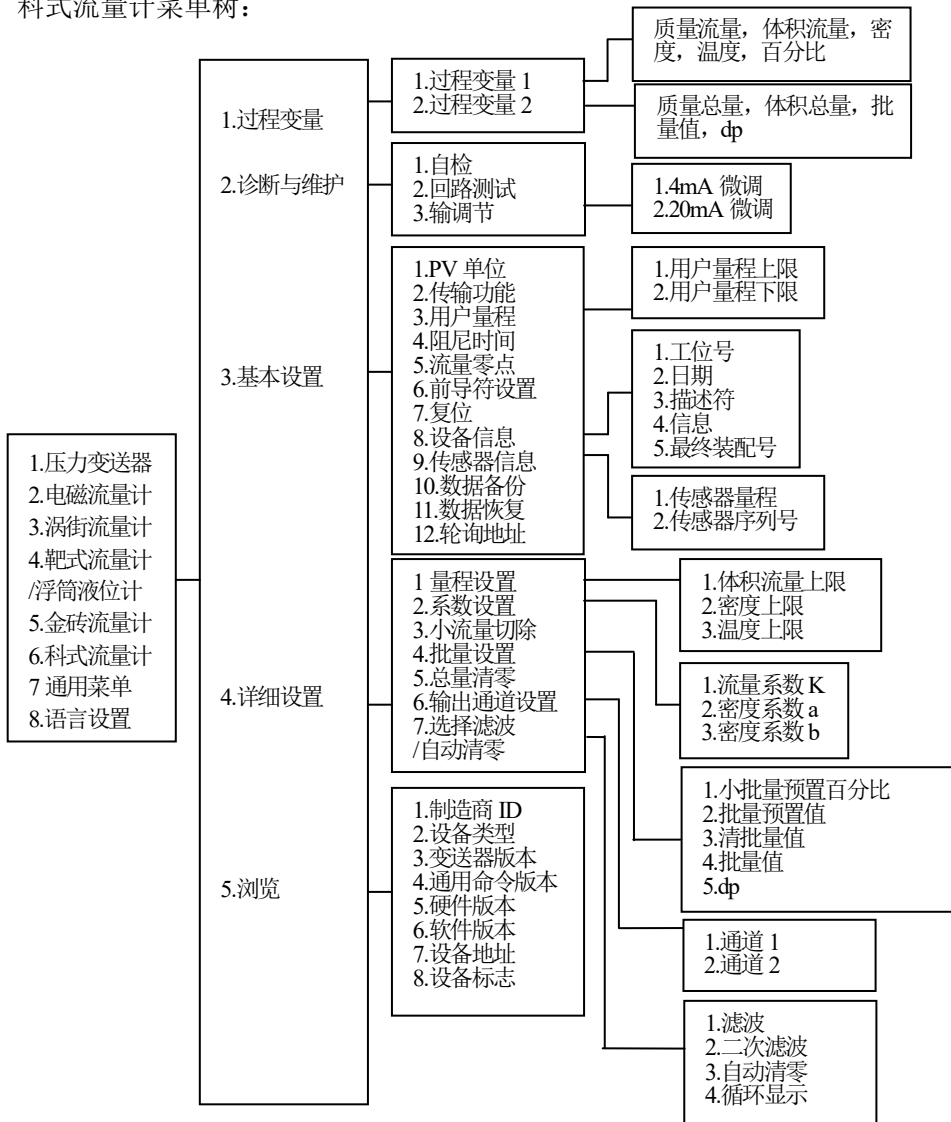 科式流量计菜单树：
1.压力变送器
2.电磁流量计
3.涡街流量计
4.靶式流量计
/浮筒液位计
5.金砖流量计
6.科式流量计
7 通用菜单
8.语言设置
1.过程变量
2.诊断与维护
3.基本设置
4.详细设置
5.浏览
1.过程变量 1
2.过程变量 2
质量流量，体积流量，密
度，温度，百分比
质量总量，体积总量，批
量值，dp
1.自检
2.回路测试
3.输调节
1.4mA 微调
2.20mA 微调
1.PV 单位
2.传输功能
3.用户量程
4.阻尼时间
5.流量零点
6.前导符设置
7.复位
8.设备信息
9.传感器信息
10.数据备份
11.数据恢复
12.轮询地址
1.用户量程上限
2.用户量程下限
1.工位号
2.日期
3.描述符
4.信息
5.最终装配号
1.传感器量程
2.传感器序列号
1 量程设置
2.系数设置
3.小流量切除
4.批量设置
5.总量清零
6.输出通道设置
7.选择滤波
/自动清零
1.体积流量上限
2.密度上限
3.温度上限
1.流量系数 K
2.密度系数 a
3.密度系数 b
1.小批量预置百分比
2.批量预置值
3.清批量值
4.批量值
5.dp
1.通道 1
2.通道 2
1.滤波
2.二次滤波
3.自动清零
4.循环显示
1.制造商 ID
2.设备类型
3.变送器版本
4.通用命令版本
5.硬件版本
6.软件版本
7.设备地址
8.设备标志